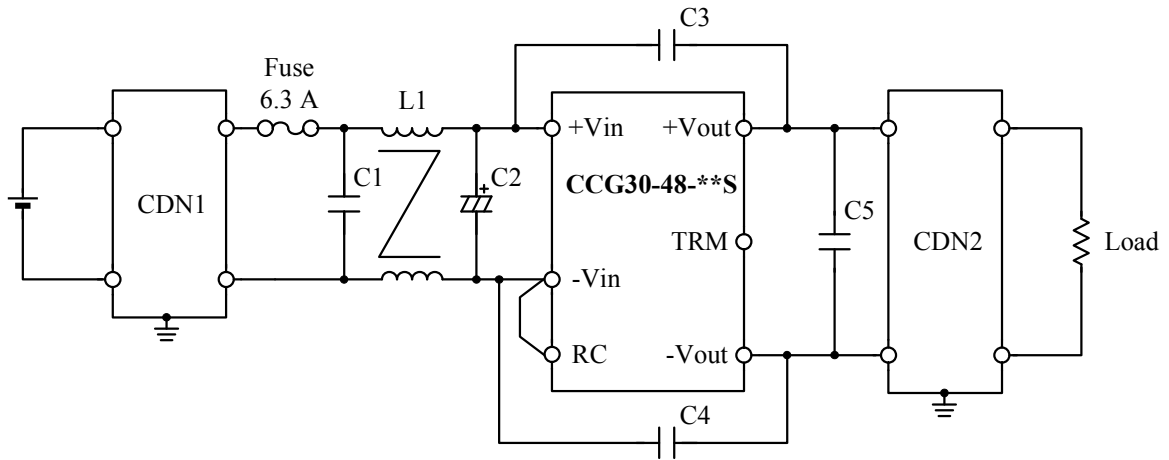 C3
Fuse
6.3 A
L1
+Vin
+Vout
C1
C2
+
CCG30-48-**S
CDN1
C5
TRM
CDN2
Load
-Vin
RC
-Vout
C4